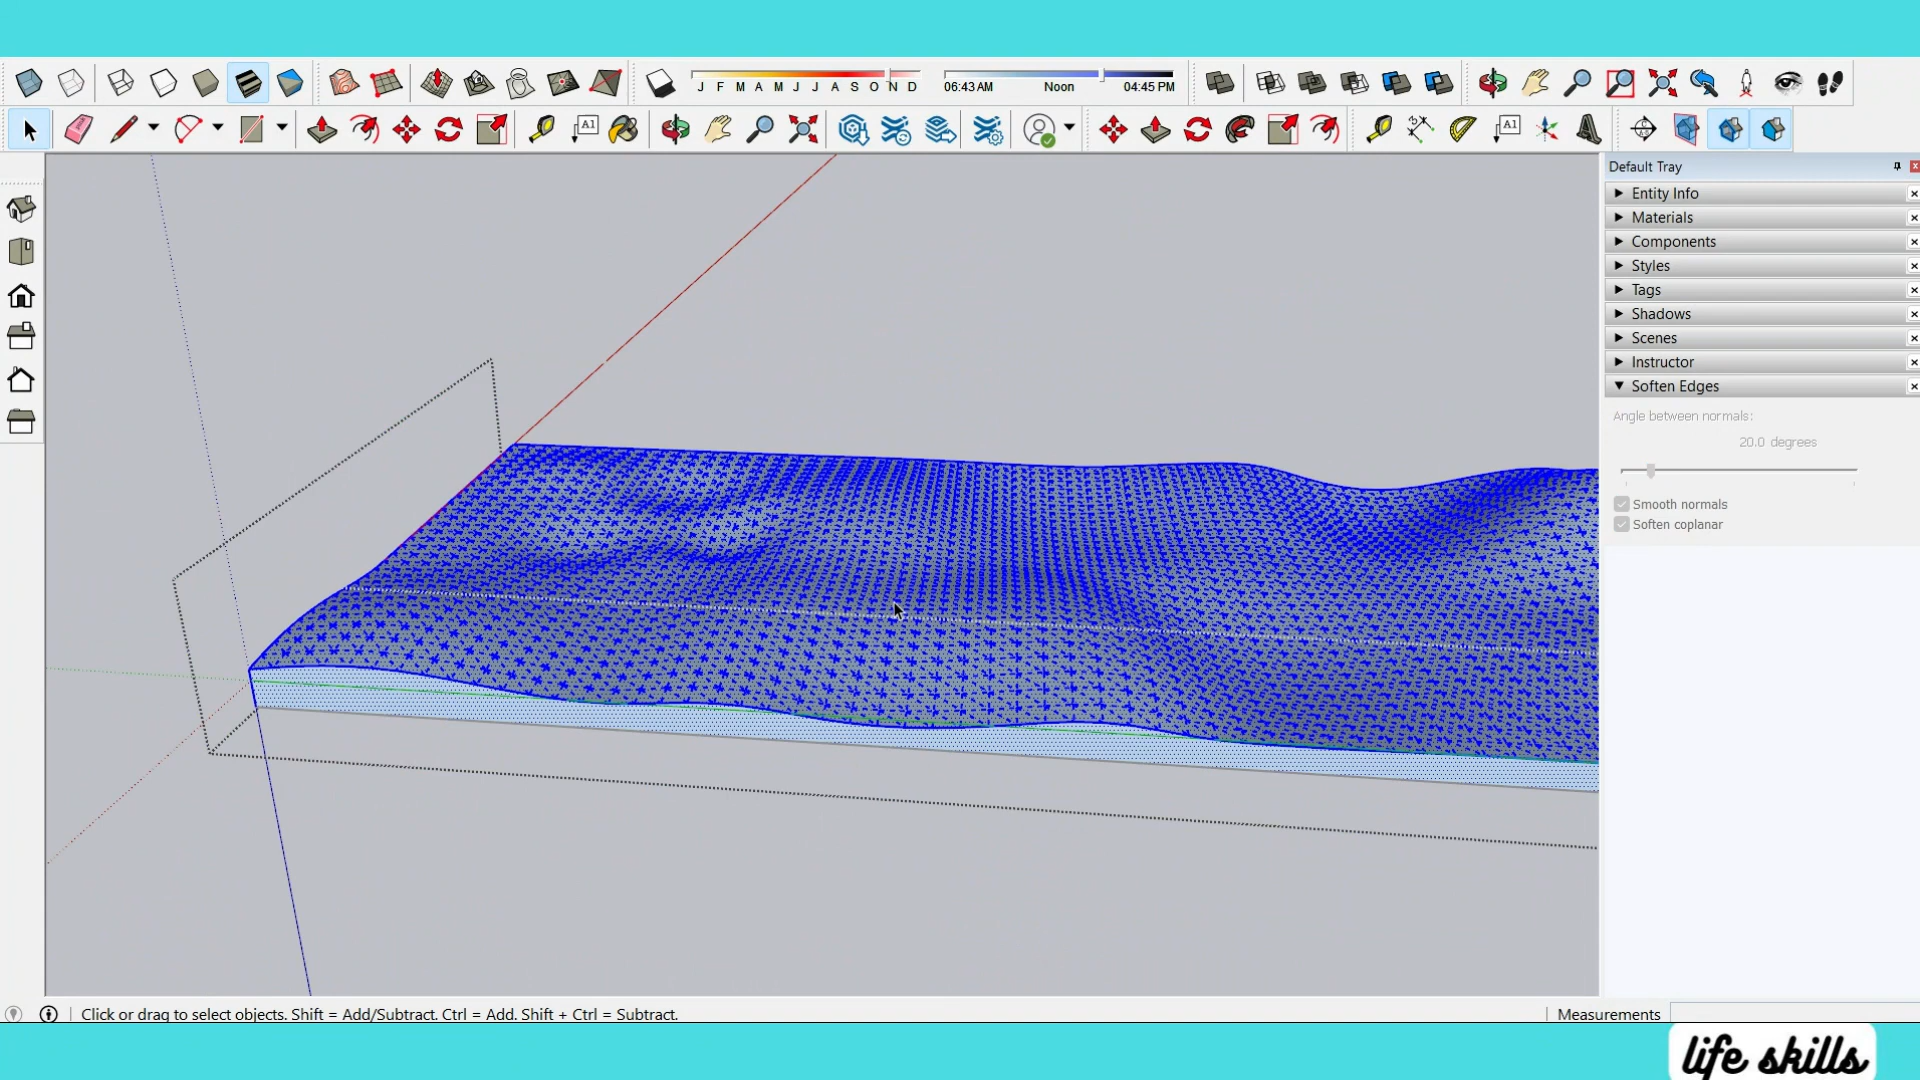 J F M A M J J A S O N D
06:43 AM Noon 04:45 PM
A1
A1
Default Tray
Entity Info
Materials
Components
Styles
Tags
Shadows
Scenes
Instructor
Soften Edges
Angle between normals:
20.0 degrees
Smooth normals
Soften coplanar
Click or drag to select objects. Shift = Add/Subtract. Ctrl = Add. Shift + Ctrl = Subtract.
Measurements
life skills